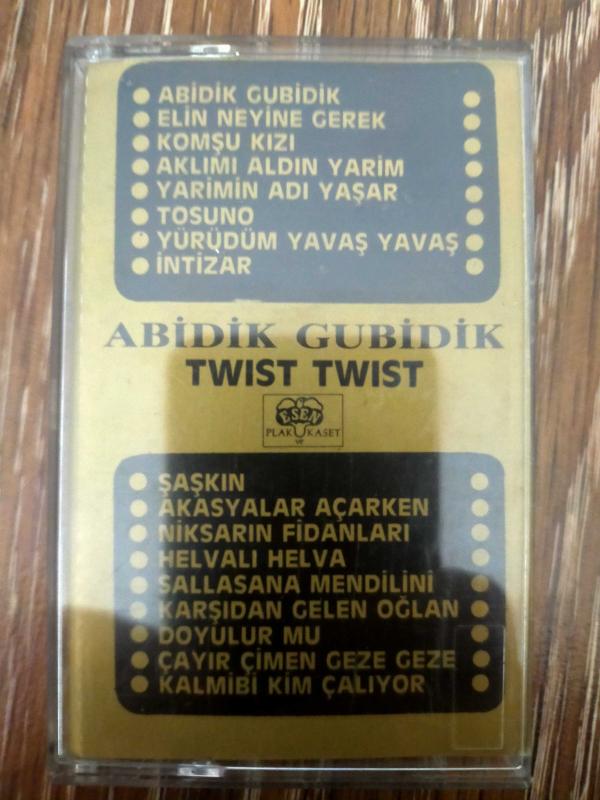 ABİDİK GUBİDİK
ELİN NEYİNE GEREK
KOMŞU KIZI
AKLIMI ALDIN YARİM
YARİMİN ADI YAŞAR
TOSUNO
YÜRÜDÜM YAVAŞ YAVAŞ
İNTİZAR
ABİDİK GUBİDİK
TWIST TWIST
ESEN
PLAK ve KASET
ŞAŞKIN
AKASYALAR AÇARKEN
NİKSARIN FİDANLARI
HELVALI HELVA
SALLASANA MENDİLİNİ
KARŞIDAN GELEN OĞLAN
DOYULUR MU
ÇAYIR ÇİMEN GEZE GEZE
KALMİBİ KİM ÇALIYOR